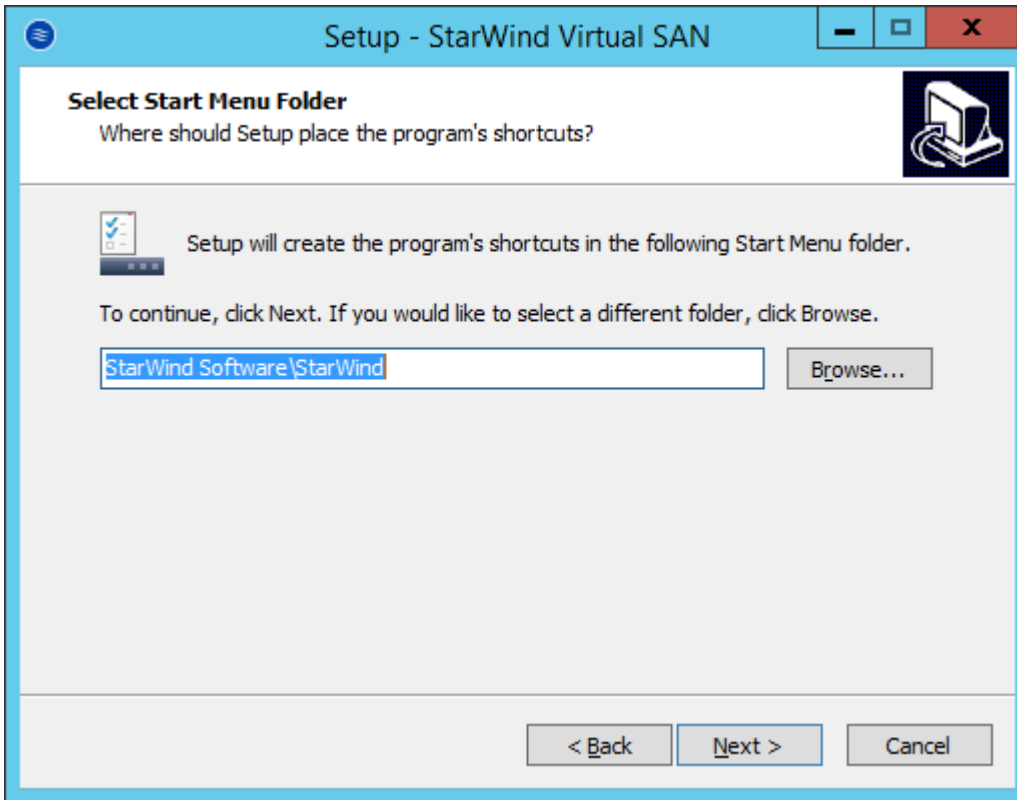 Setup - StarWind Virtual SAN
Select Start Menu Folder
Where should Setup place the program's shortcuts?
Setup will create the program's shortcuts in the following Start Menu folder.
To continue, click Next. If you would like to select a different folder, click Browse.
StarWind Software\StarWind
Browse...
< Back
Next >
Cancel